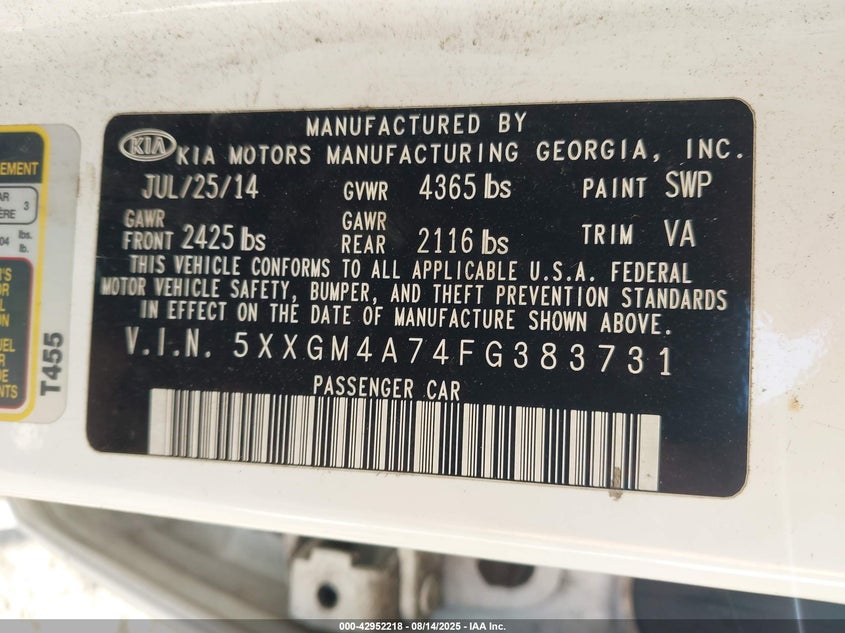 MANUFACTURED BY
KIA
KIA MOTORS MANUFACTURING GEORGIA, INC.
JUL/25/14 GVWR 4365 lbs PAINT SWP
GAWR FRONT 2425 lbs GAWR REAR 2116 lbs TRIM VA
THIS VEHICLE CONFORMS TO ALL APPLICABLE U.S.A. FEDERAL
MOTOR VEHICLE SAFETY, BUMPER, AND THEFT PREVENTION STANDARDS
IN EFFECT ON THE DATE OF MANUFACTURE SHOWN ABOVE.
V.I.N. 5XXGM4A74FG383731
PASSENGER CAR
T455
3
lbs.
lb.
000-42952218 - 08/14/2025 - IAA Inc.